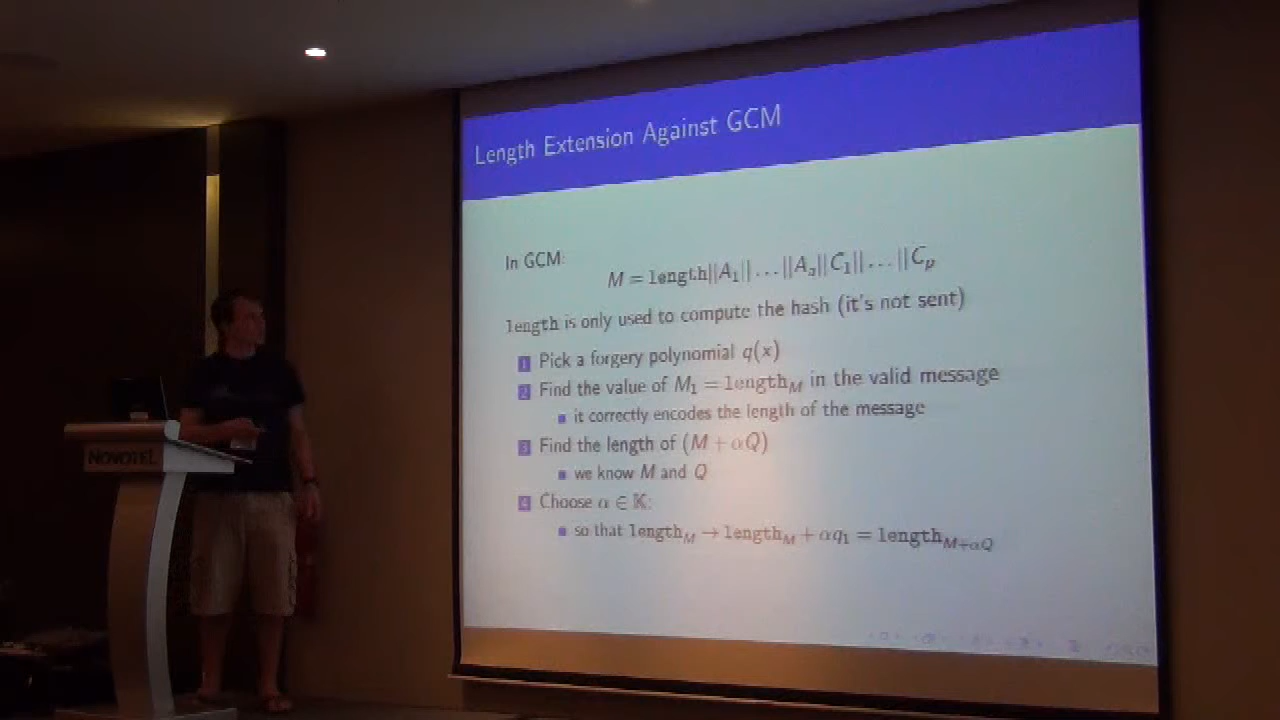 Length Extension Against GCM
In GCM:
M = length||A₁|| . . . ||Aₐ||C₁|| . . . ||Cₚ
length is only used to compute the hash (it's not sent)
1 Pick a forgery polynomial q(x)
2 Find the value of M₁ = lengthₘ in the valid message
it correctly encodes the length of the message
3 Find the length of (M + αQ)
we know M and Q
4 Choose α ∈ 𝕂:
so that length_M → length_M + αq₁ = length_{M+αQ}
NOVOTEL